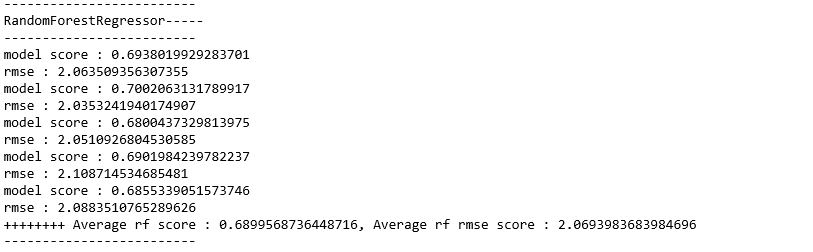 -------------------------
RandomForestRegressor-----
-------------------------
model score : 0.6938019929283701
rmse : 2.063509356307355
model score : 0.7002063131789917
rmse : 2.0353241940174907
model score : 0.6800437329813975
rmse : 2.0510926804530585
model score : 0.6901984239782237
rmse : 2.108714534685481
model score : 0.6855339051573746
rmse : 2.0883510765289626
++++++++ Average rf score : 0.6899568736448716, Average rf rmse score : 2.0693983683984696
-------------------------